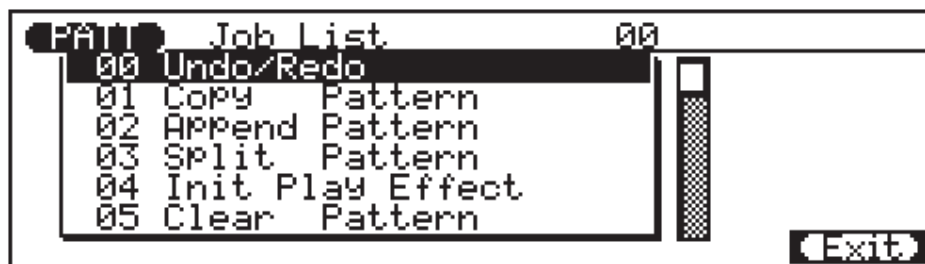 PATT Job List 00
00 Undo/Redo
01 Copy Pattern
02 Append Pattern
03 Split Pattern
04 Init Play Effect
05 Clear Pattern
Exit